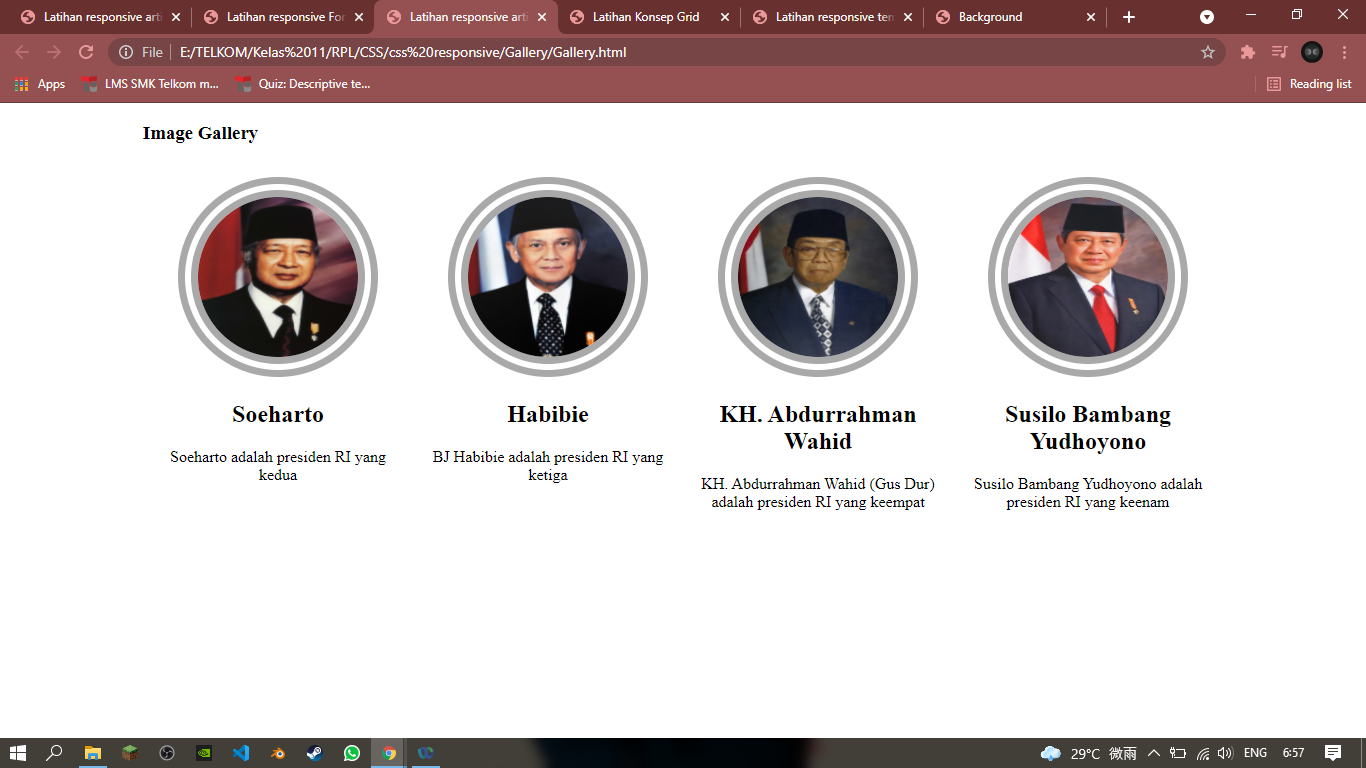 Latihan responsive arti
Latihan responsive For
Latihan responsive arti
Latihan Konsep Grid
Latihan responsive tem
Background
File
E:/TELKOM/Kelas%2011/RPL/CSS/css%20responsive/Gallery/Gallery.html
Apps
LMS SMK Telkom m...
Quiz: Descriptive te...
Reading list
Image Gallery
Soeharto
Soeharto adalah presiden RI yang
kedua
Habibie
BJ Habibie adalah presiden RI yang
ketiga
KH. Abdurrahman
Wahid
KH. Abdurrahman Wahid (Gus Dur)
adalah presiden RI yang keempat
Susilo Bambang
Yudhoyono
Susilo Bambang Yudhoyono adalah
presiden RI yang keenam
29°C 微雨
ENG
6:57